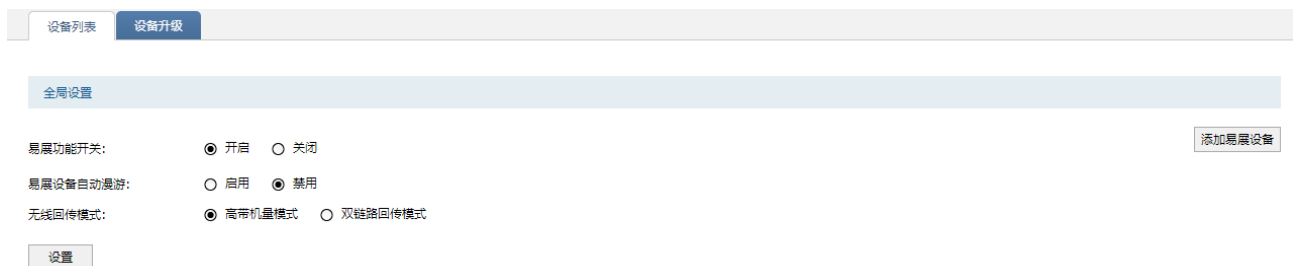 设备列表 设备升级
全局设置
添加易展设备
易展功能开关: 开启 关闭
易展设备自动漫游: 启用 禁用
无线回传模式: 高带机量模式 双链路回传模式
设置